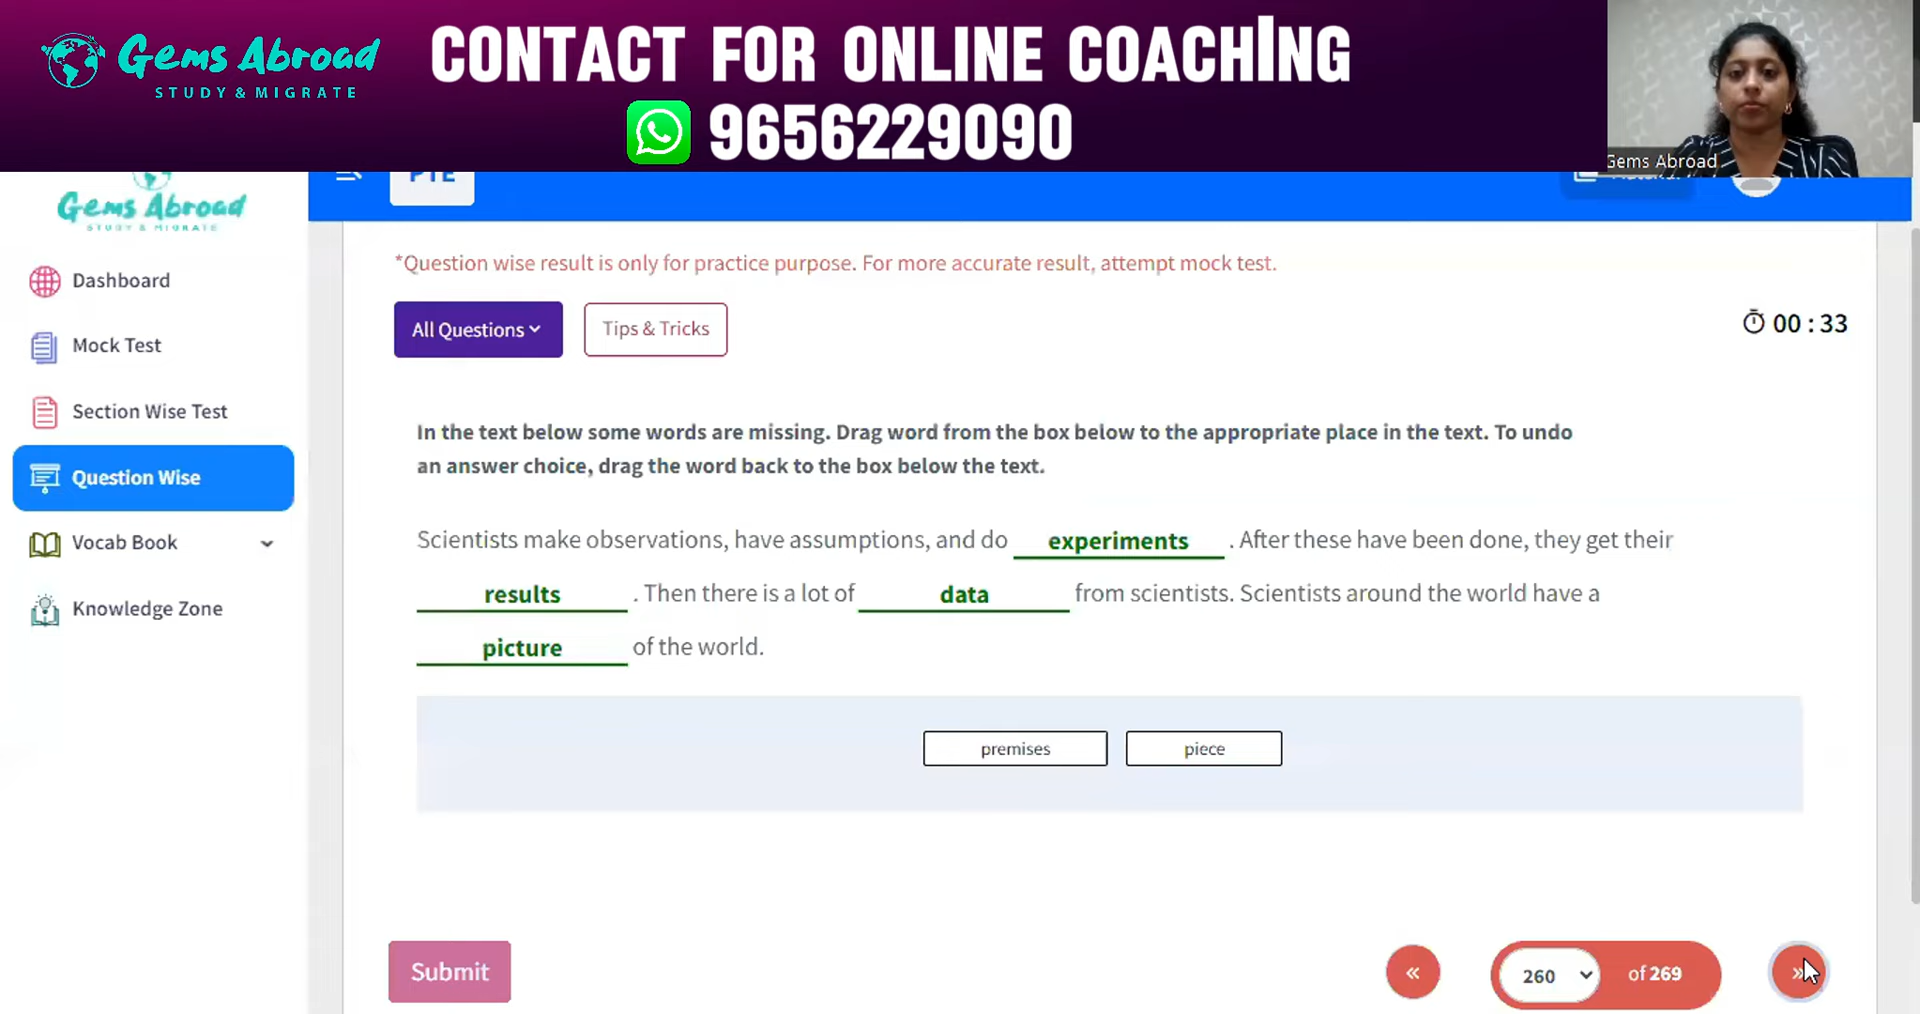 Gems Abroad
STUDY & MIGRATE
CONTACT FOR ONLINE COACHING
9656229090
Gems Abroad
Gems Abroad
STUDY & MIGRATE
PTE
Dashboard
Mock Test
Section Wise Test
Question Wise
Vocab Book
Knowledge Zone
*Question wise result is only for practice purpose. For more accurate result, attempt mock test.
All Questions
Tips & Tricks
00 : 33
In the text below some words are missing. Drag word from the box below to the appropriate place in the text. To undo
an answer choice, drag the word back to the box below the text.
Scientists make observations, have assumptions, and do experiments . After these have been done, they get their
results . Then there is a lot of data from scientists. Scientists around the world have a
picture of the world.
premises piece
Submit
« 260 of 269 »